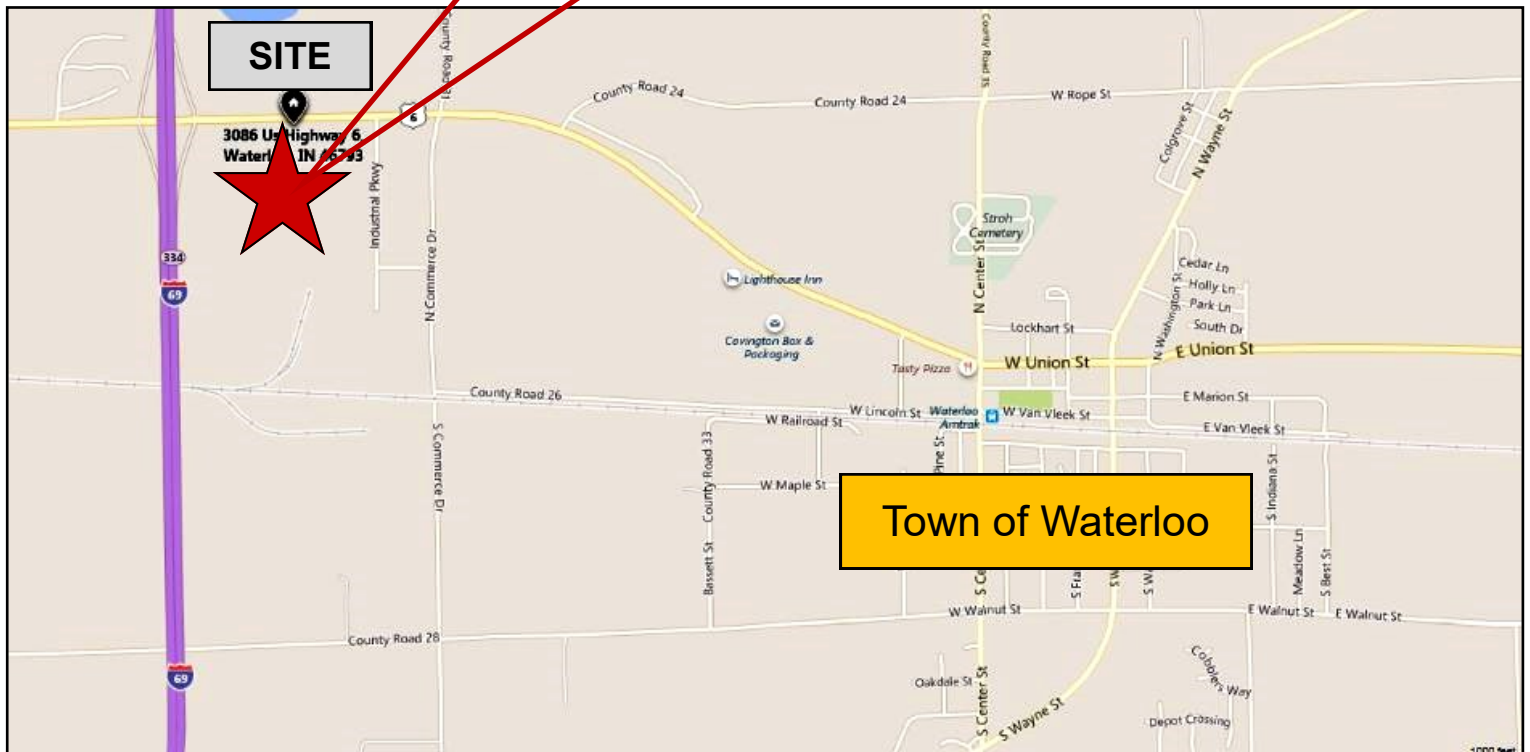 SITE
3086 Us Highway 6
IN
County Road 24
County Road 24
W Rope St
6
Colgrove St
N Wayne St
Industrial Pkwy
N Commerce Dr
Stroh
Cemetery
N Center St
334
69
Lighthouse Inn
Covington Box &
Packaging
Cedar Ln
Holly Ln
Park Ln
South Dr
N Washington St
Lockhart St
W Union St
E Union St
Tasty Pizza
County Road 26
W Lincoln St
Waterloo
Amtrak
W Van Vleek St
E Marion St
E Van Vleek St
W Railroad St
Pine St
S Commerce Dr
County Road 33
W Maple St
Town of Waterloo
S Indiana St
Meadow Ln
S Best St
Bassett St
W Walnut St
E Walnut St
E Walnut St
County Road 28
69
Oakdale St
S Center St
S Wayne St
Cobblers Way
Depot Crossing